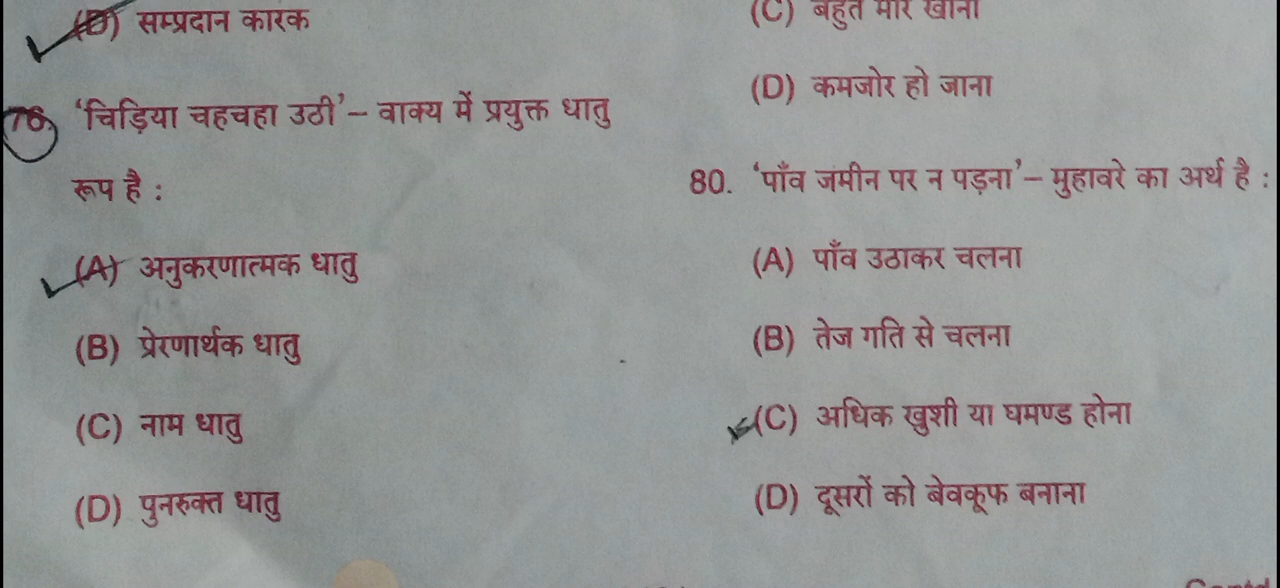 (D) सम्प्रदान कारक
76. ‘चिड़िया चहचहा उठी’ – वाक्य में प्रयुक्त धातु
रूप है :
(A) अनुकरणात्मक धातु
(B) प्रेरणार्थक धातु
(C) नाम धातु
(D) पुनरुक्त धातु
(C) बहुत मार खाना
(D) कमजोर हो जाना
80. ‘पाँव जमीन पर न पड़ना’ – मुहावरे का अर्थ है :
(A) पाँव उठाकर चलना
(B) तेज गति से चलना
(C) अधिक खुशी या घमण्ड होना
(D) दूसरों को बेवकूफ बनाना